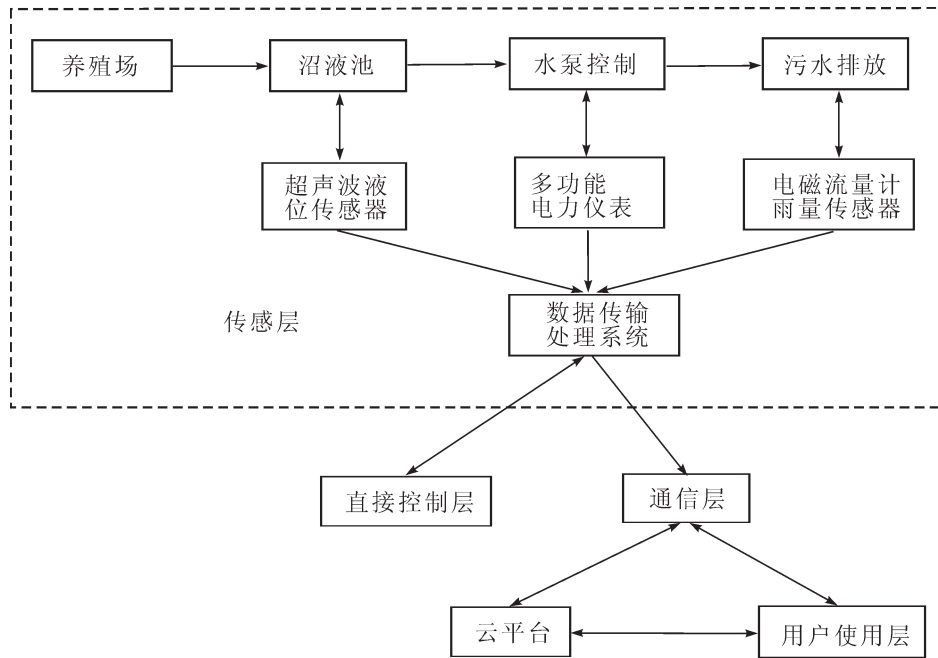 养殖场
沼液池
水泵控制
污水排放
超声波液
位传感器
多功能
电力仪表
电磁流量计
雨量传感器
传感层
数据传输
处理系统
直接控制层
通信层
云平台
用户使用层